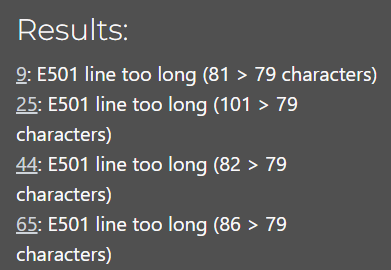 Results:
9: E501 line too long (81 > 79 characters)
25: E501 line too long (101 > 79
characters)
44: E501 line too long (82 > 79
characters)
65: E501 line too long (86 > 79
characters)